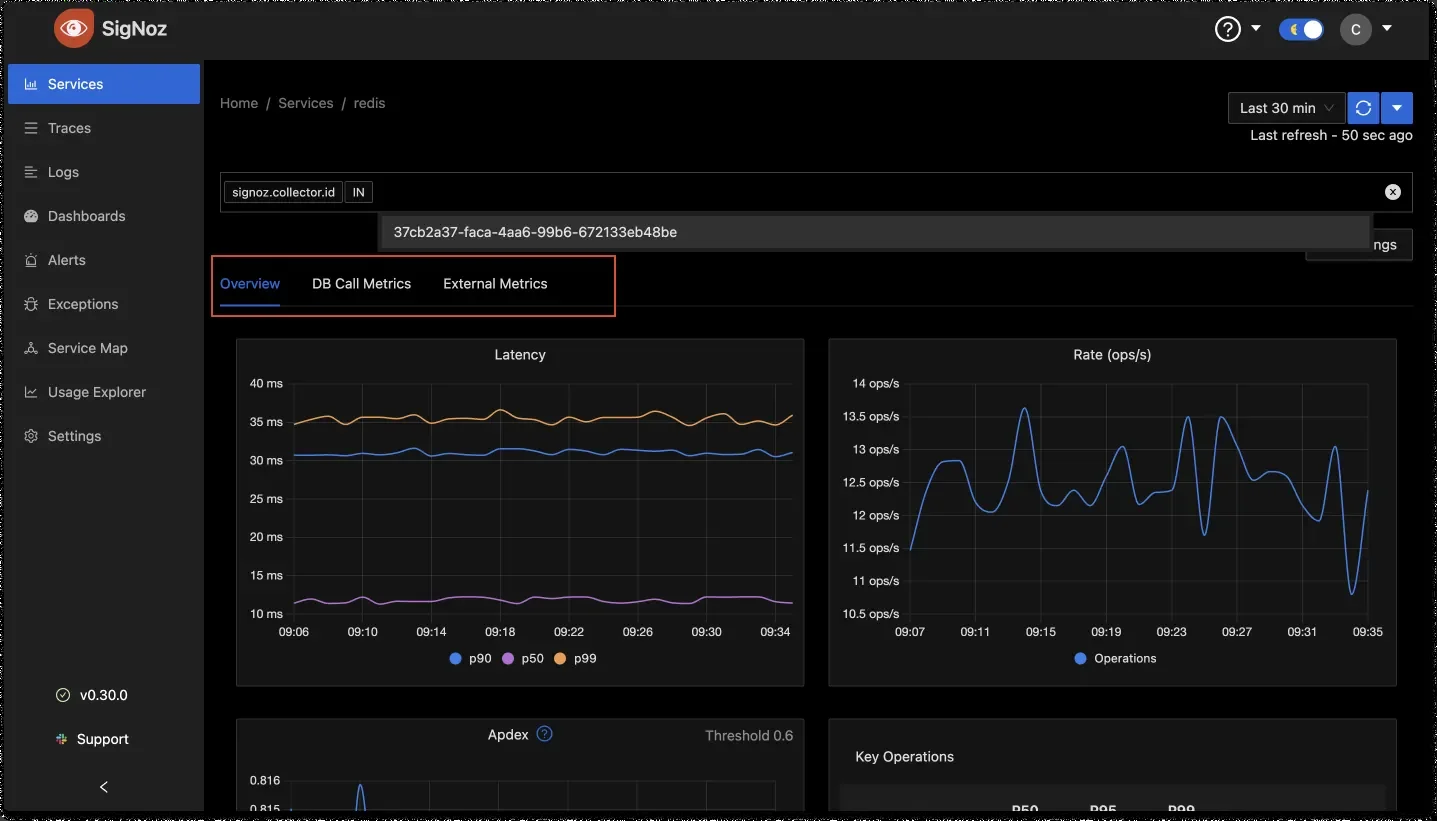 SigNoz
C
Services
Traces
Logs
Dashboards
Alerts
Exceptions
Service Map
Usage Explorer
Settings
v0.30.0
Support
Home / Services / redis
Last 30 min
Last refresh - 50 sec ago
signoz.collector.id IN
37cb2a37-faca-4aa6-99b6-672133eb48be
ngs
Overview DB Call Metrics External Metrics
Latency
40 ms
35 ms
30 ms
25 ms
20 ms
15 ms
10 ms
09:06 09:10 09:14 09:18 09:22 09:26 09:30 09:34
p90 p50 p99
Rate (ops/s)
14 ops/s
13.5 ops/s
13 ops/s
12.5 ops/s
12 ops/s
11.5 ops/s
11 ops/s
10.5 ops/s
09:07 09:11 09:15 09:19 09:23 09:27 09:31 09:35
Operations
Apdex ? Threshold 0.6
0.816
0.815
Key Operations
P50 P95 P99